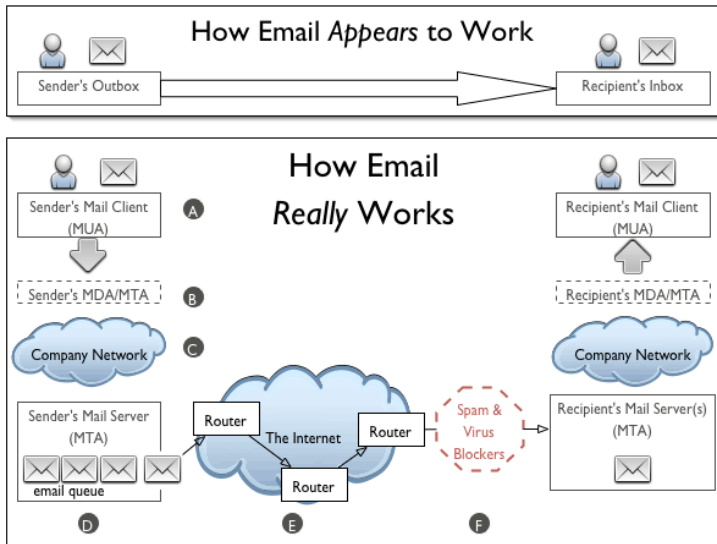 How Email Appears to Work
Sender's Outbox
Recipient's Inbox
How Email
Really Works
Sender's Mail Client
(MUA)
A
Recipient's Mail Client
(MUA)
Sender's MDA/MTA
B
Recipient's MDA/MTA
Company Network
C
Company Network
Sender's Mail Server
(MTA)
email queue
Router
The Internet
Router
Router
Spam &
Virus
Blockers
Recipient's Mail Server(s)
(MTA)
D
E
F